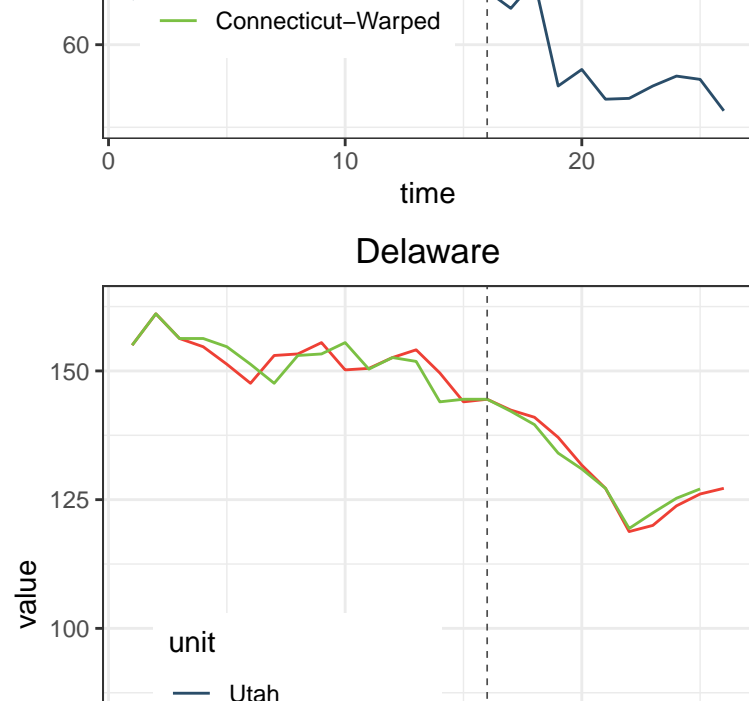 Connecticut−Warped
60
0 10 20
time
Delaware
150
125
100
value
unit
Utah